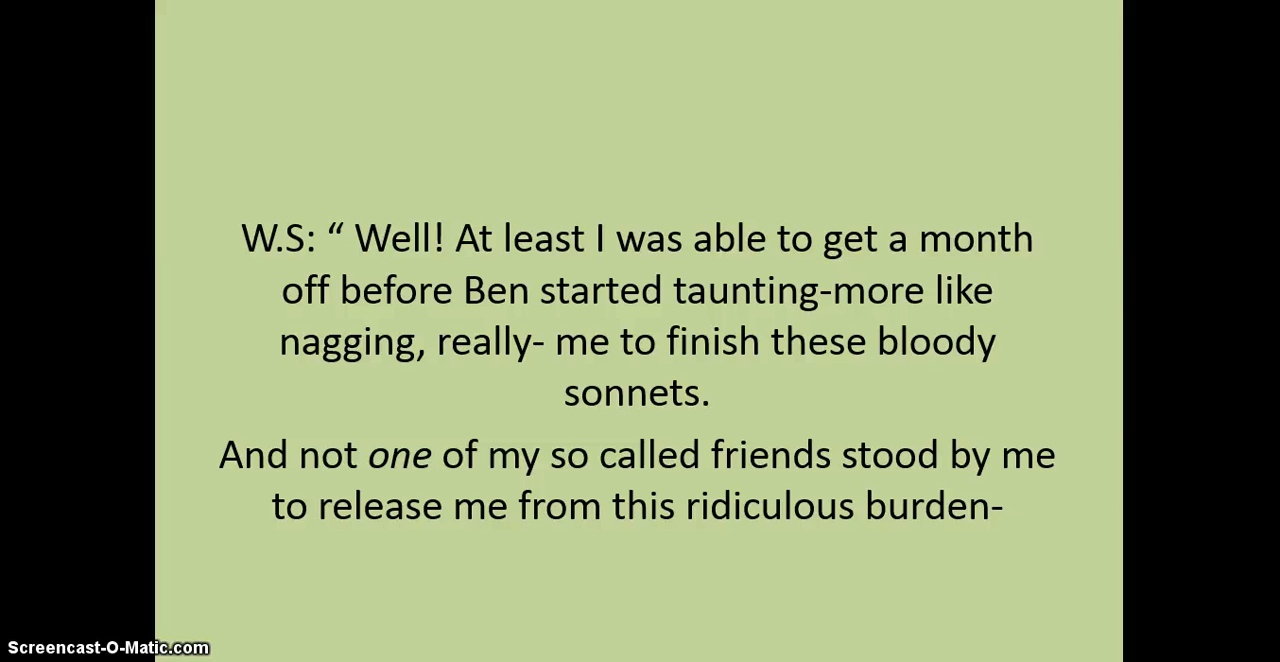 W.S: “ Well! At least I was able to get a month
off before Ben started taunting-more like
nagging, really- me to finish these bloody
sonnets.
And not one of my so called friends stood by me
to release me from this ridiculous burden-
Screencast-O-Matic.com